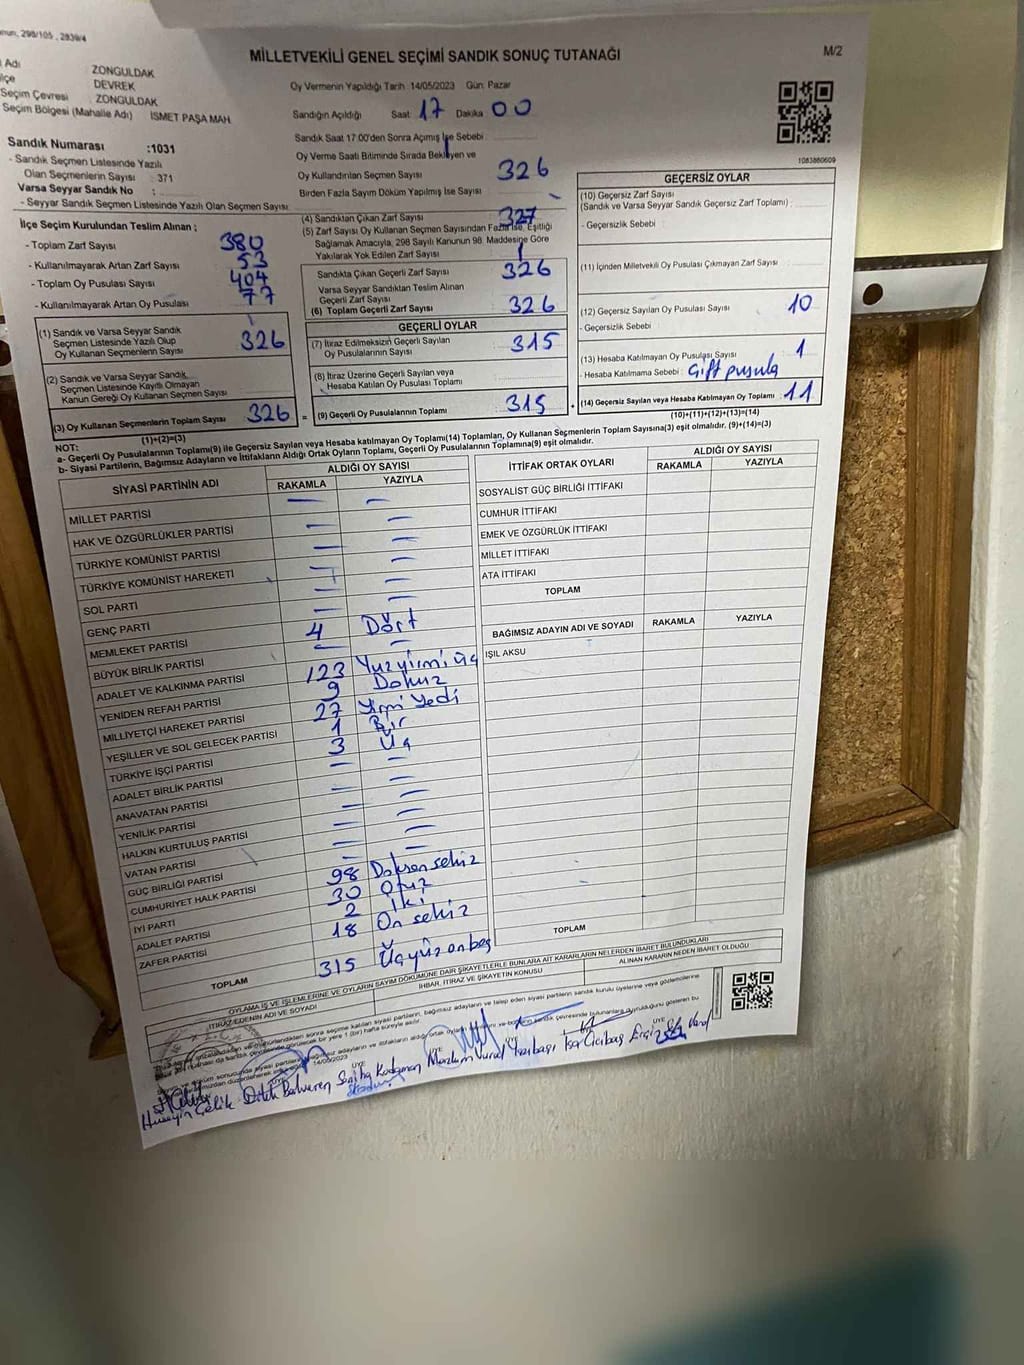 298/105 , 2839/4
MİLLETVEKİLİ GENEL SEÇİMİ SANDIK SONUÇ TUTANAĞI
M/2
Adı ZONGULDAK
DEVREK
Seçim Çevresi ZONGULDAK
Seçim Bölgesi (Mahalle Adı) İSMET PAŞA MAH.
Sandık Numarası :1031
- Sandık Seçmen Listesinde Yazılı
Olan Seçmenlerin Sayısı : 371
Varsa Seyyar Sandık No :
- Seyyar Sandık Seçmen Listesinde Yazılı Olan Seçmen Sayısı
Oy Vermenin Yapıldığı Tarih 14/05/2023 Gün: Pazar
Sandığın Açıldığı Saat 17 Dakika 00
Sandık Saat 17:00'den Sonra Açılmış İse Sebebi
Oy Verme Saati Bitiminde Sırada Bekleyen ve
Oy Kullandırılan Seçmen Sayısı 326
Birden Fazla Sayım Döküm Yapılmış İse Sayısı
1083860609
İlçe Seçim Kurulundan Teslim Alınan ;
- Toplam Zarf Sayısı 380
- Kullanılmayarak Artan Zarf Sayısı 53
- Toplam Oy Pusulası Sayısı 404
- Kullanılmayarak Artan Oy Pusulası 77
(1) Sandık ve Varsa Seyyar Sandık
Seçmen Listesinde Yazılı Olup
Oy Kullanan Seçmenlerin Sayısı 326
(2) Sandık ve Varsa Seyyar Sandık
Seçmen Listesinde Kayıtlı Olmayan
Kanun Gereği Oy Kullanan Seçmen Sayısı
(3) Oy Kullanan Seçmenlerin Toplam Sayısı 326
(1)+(2)=(3)
(4) Sandıktan Çıkan Zarf Sayısı 327
(5) Zarf Sayısı Oy Kullanan Seçmen Sayısından Fazla İse, Eşitliği
Sağlamak Amacıyla, 298 Sayılı Kanunun 98. Maddesine Göre
Yakılarak Yok Edilen Zarf Sayısı 1
Sandıkta Çıkan Geçerli Zarf Sayısı 326
Varsa Seyyar Sandıktan Teslim Alınan
Geçerli Zarf Sayısı
(6) Toplam Geçerli Zarf Sayısı 326
GEÇERLİ OYLAR
(7) İtiraz Edilmeksizin Geçerli Sayılan
Oy Pusulalarının Sayısı 315
(8) İtiraz Üzerine Geçerli Sayılan veya
Hesaba Katılan Oy Pusulası Toplamı
= (9) Geçerli Oy Pusulalarının Toplamı 315
GEÇERSİZ OYLAR
(10) Geçersiz Zarf Sayısı
(Sandık ve Varsa Seyyar Sandık Geçersiz Zarf Toplamı) :
- Geçersizlik Sebebi :
(11) İçinden Milletvekili Oy Pusulası Çıkmayan Zarf Sayısı
(12) Geçersiz Sayılan Oy Pusulası Sayısı 10
- Geçersizlik Sebebi
(13) Hesaba Katılmayan Oy Pusulası Sayısı 1
- Hesaba Katılmama Sebebi : Çift pusula
+ (14) Geçersiz Sayılan veya Hesaba Katılmayan Oy Toplamı 11
(10)+(11)+(12)+(13)=(14)
NOT:
a- Geçerli Oy Pusulalarının Toplamı(9) ile Geçersiz Sayılan veya Hesaba katılmayan Oy Toplamı(14) Toplamları, Oy Kullanan Seçmenlerin Toplam Sayısına(3) eşit olmalıdır. (9)+(14)=(3)
b- Siyasi Partilerin, Bağımsız Adayların ve İttifakların Aldığı Ortak Oyların Toplamı, Geçerli Oy Pusulalarının Toplamına(9) eşit olmalıdır.
SİYASİ PARTİNİN ADI
ALDIĞI OY SAYISI
RAKAMLA YAZIYLA
MİLLET PARTİSİ — —
HAK VE ÖZGÜRLÜKLER PARTİSİ — —
TÜRKİYE KOMÜNİST PARTİSİ — —
TÜRKİYE KOMÜNİST HAREKETİ — —
SOL PARTİ — —
GENÇ PARTİ — —
MEMLEKET PARTİSİ 4 Dört
BÜYÜK BİRLİK PARTİSİ — —
ADALET VE KALKINMA PARTİSİ 123 Yüzyirmiüç
YENİDEN REFAH PARTİSİ 9 Dokuz
MİLLİYETÇİ HAREKET PARTİSİ 27 Yirmi Yedi
YEŞİLLER VE SOL GELECEK PARTİSİ 1 Bir
TÜRKİYE İŞÇİ PARTİSİ 3 Üç
ADALET BİRLİK PARTİSİ — —
ANAVATAN PARTİSİ — —
YENİLİK PARTİSİ — —
HALKIN KURTULUŞ PARTİSİ — —
VATAN PARTİSİ — —
GÜÇ BİRLİĞİ PARTİSİ — —
CUMHURİYET HALK PARTİSİ 98 Doksan sekiz
İYİ PARTİ 30 Otuz
ADALET PARTİSİ 2 İki
ZAFER PARTİSİ 18 On sekiz
TOPLAM 315 Üçyüzonbeş
İTTİFAK ORTAK OYLARI
ALDIĞI OY SAYISI
RAKAMLA YAZIYLA
SOSYALİST GÜÇ BİRLİĞİ İTTİFAKI
CUMHUR İTTİFAKI
EMEK VE ÖZGÜRLÜK İTTİFAKI
MİLLET İTTİFAKI
ATA İTTİFAKI
TOPLAM
BAĞIMSIZ ADAYIN ADI VE SOYADI RAKAMLA YAZIYLA
IŞIL AKSU
TOPLAM
OYLAMA İŞ VE İŞLEMLERİNE VE OYLARIN SAYIM DÖKÜMÜNE DAİR ŞİKAYETLERLE BUNLARA AİT KARARLARIN NELERDEN İBARET BULUNDUKLARI
İTİRAZ EDENİN ADI VE SOYADI
İHBAR, İTİRAZ VE ŞİKAYETİN KONUSU
ALINAN KARARIN NEDEN İBARET OLDUĞU
14/05/2023
ÜYE
Hüseyin Çelik